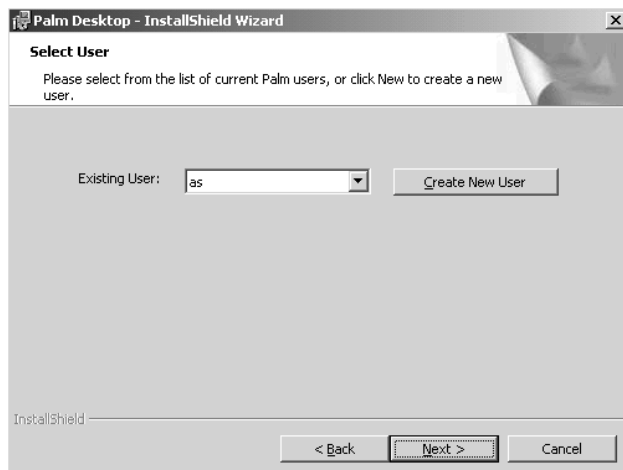 Palm Desktop - InstallShield Wizard
Select User
Please select from the list of current Palm users, or click New to create a new
user.
Existing User:
as
Create New User
InstallShield
< Back
Next >
Cancel